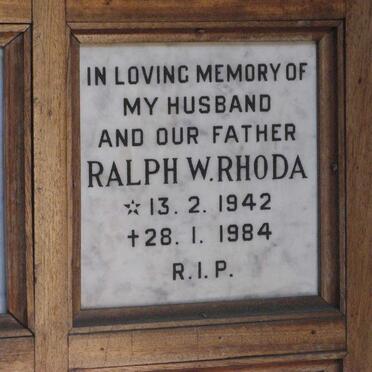 IN LOVING MEMORY OF
MY HUSBAND
AND OUR FATHER
RALPH W. RHODA
☆ 13. 2. 1942
✝ 28. 1. 1984
R.I.P.